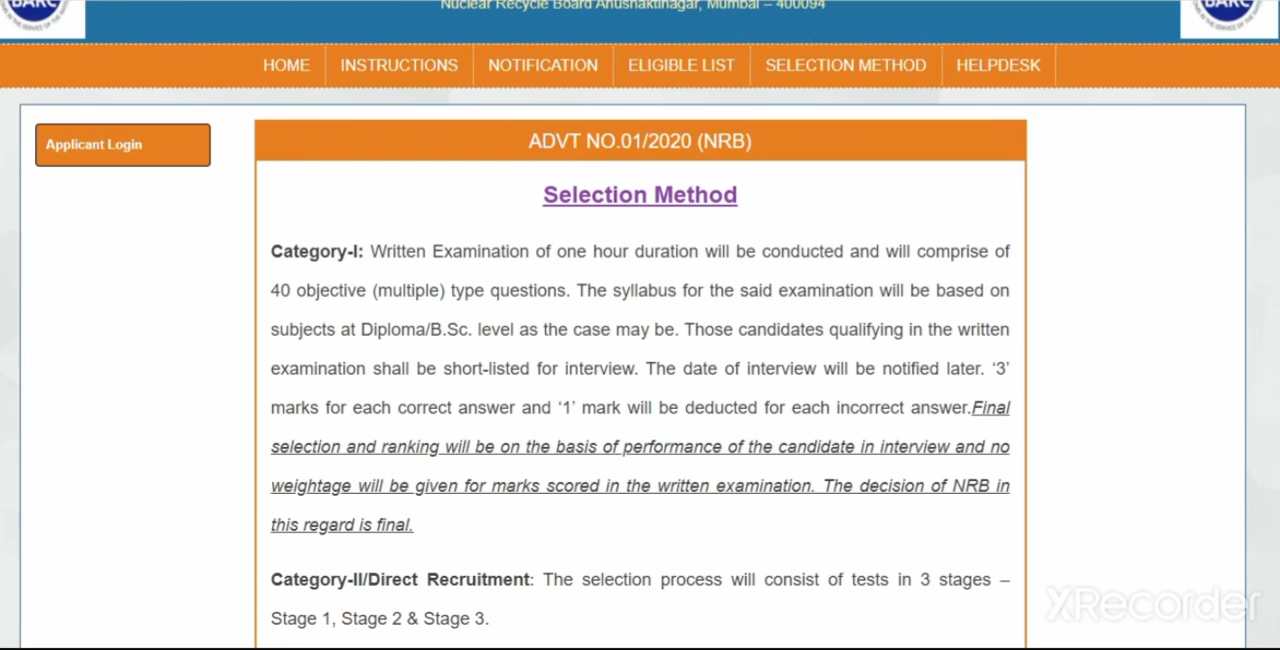 BARC
Nuclear Recycle Board Anushaktinagar, Mumbai – 400094
BARC
HOME INSTRUCTIONS NOTIFICATION ELIGIBLE LIST SELECTION METHOD HELPDESK
Applicant Login
ADVT NO.01/2020 (NRB)
Selection Method
Category-I: Written Examination of one hour duration will be conducted and will comprise of
40 objective (multiple) type questions. The syllabus for the said examination will be based on
subjects at Diploma/B.Sc. level as the case may be. Those candidates qualifying in the written
examination shall be short-listed for interview. The date of interview will be notified later. ‘3’
marks for each correct answer and ‘1’ mark will be deducted for each incorrect answer.Final
selection and ranking will be on the basis of performance of the candidate in interview and no
weightage will be given for marks scored in the written examination. The decision of NRB in
this regard is final.
Category-II/Direct Recruitment: The selection process will consist of tests in 3 stages –
Stage 1, Stage 2 & Stage 3.
XRecorder